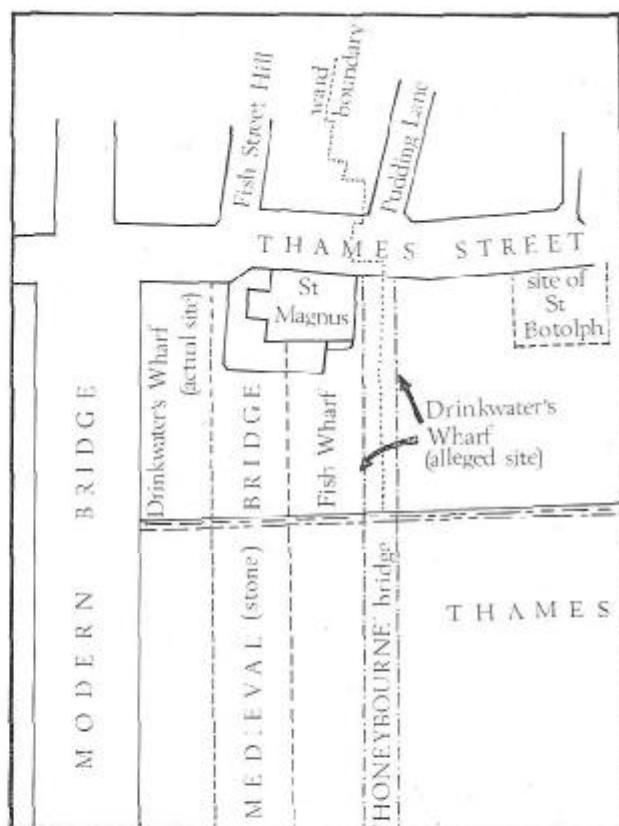 Fish Street Hill
ward
boundary
Pudding Lane
THAMES STREET
St
Magnus
site of
St
Botolph
Drinkwater's Wharf
(actual site)
Fish Wharf
Drinkwater's
Wharf
(alleged site)
MODERN BRIDGE
MEDIEVAL (stone) BRIDGE
HONEYBOURNE bridge
THAMES